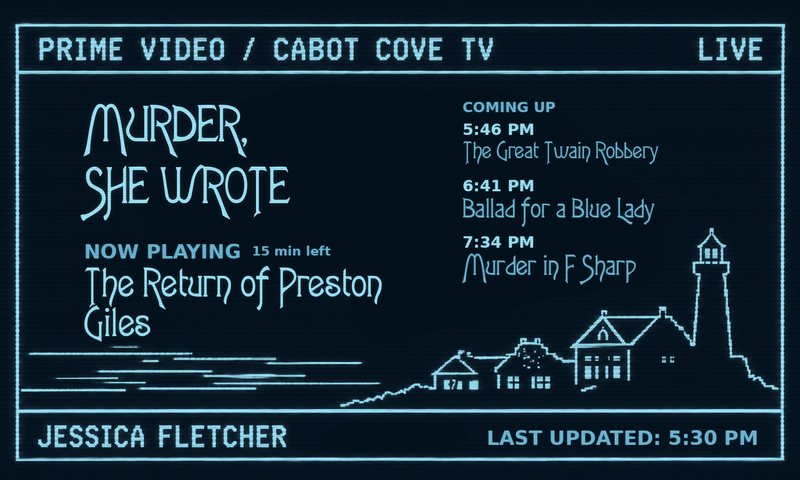 PRIME VIDEO / CABOT COVE TV
LIVE
MURDER,
SHE WROTE
NOW PLAYING 15 min left
The Return of Preston
Giles
COMING UP
5:46 PM
The Great Twain Robbery
6:41 PM
Ballad for a Blue Lady
7:34 PM
Murder in F Sharp
JESSICA FLETCHER
LAST UPDATED: 5:30 PM